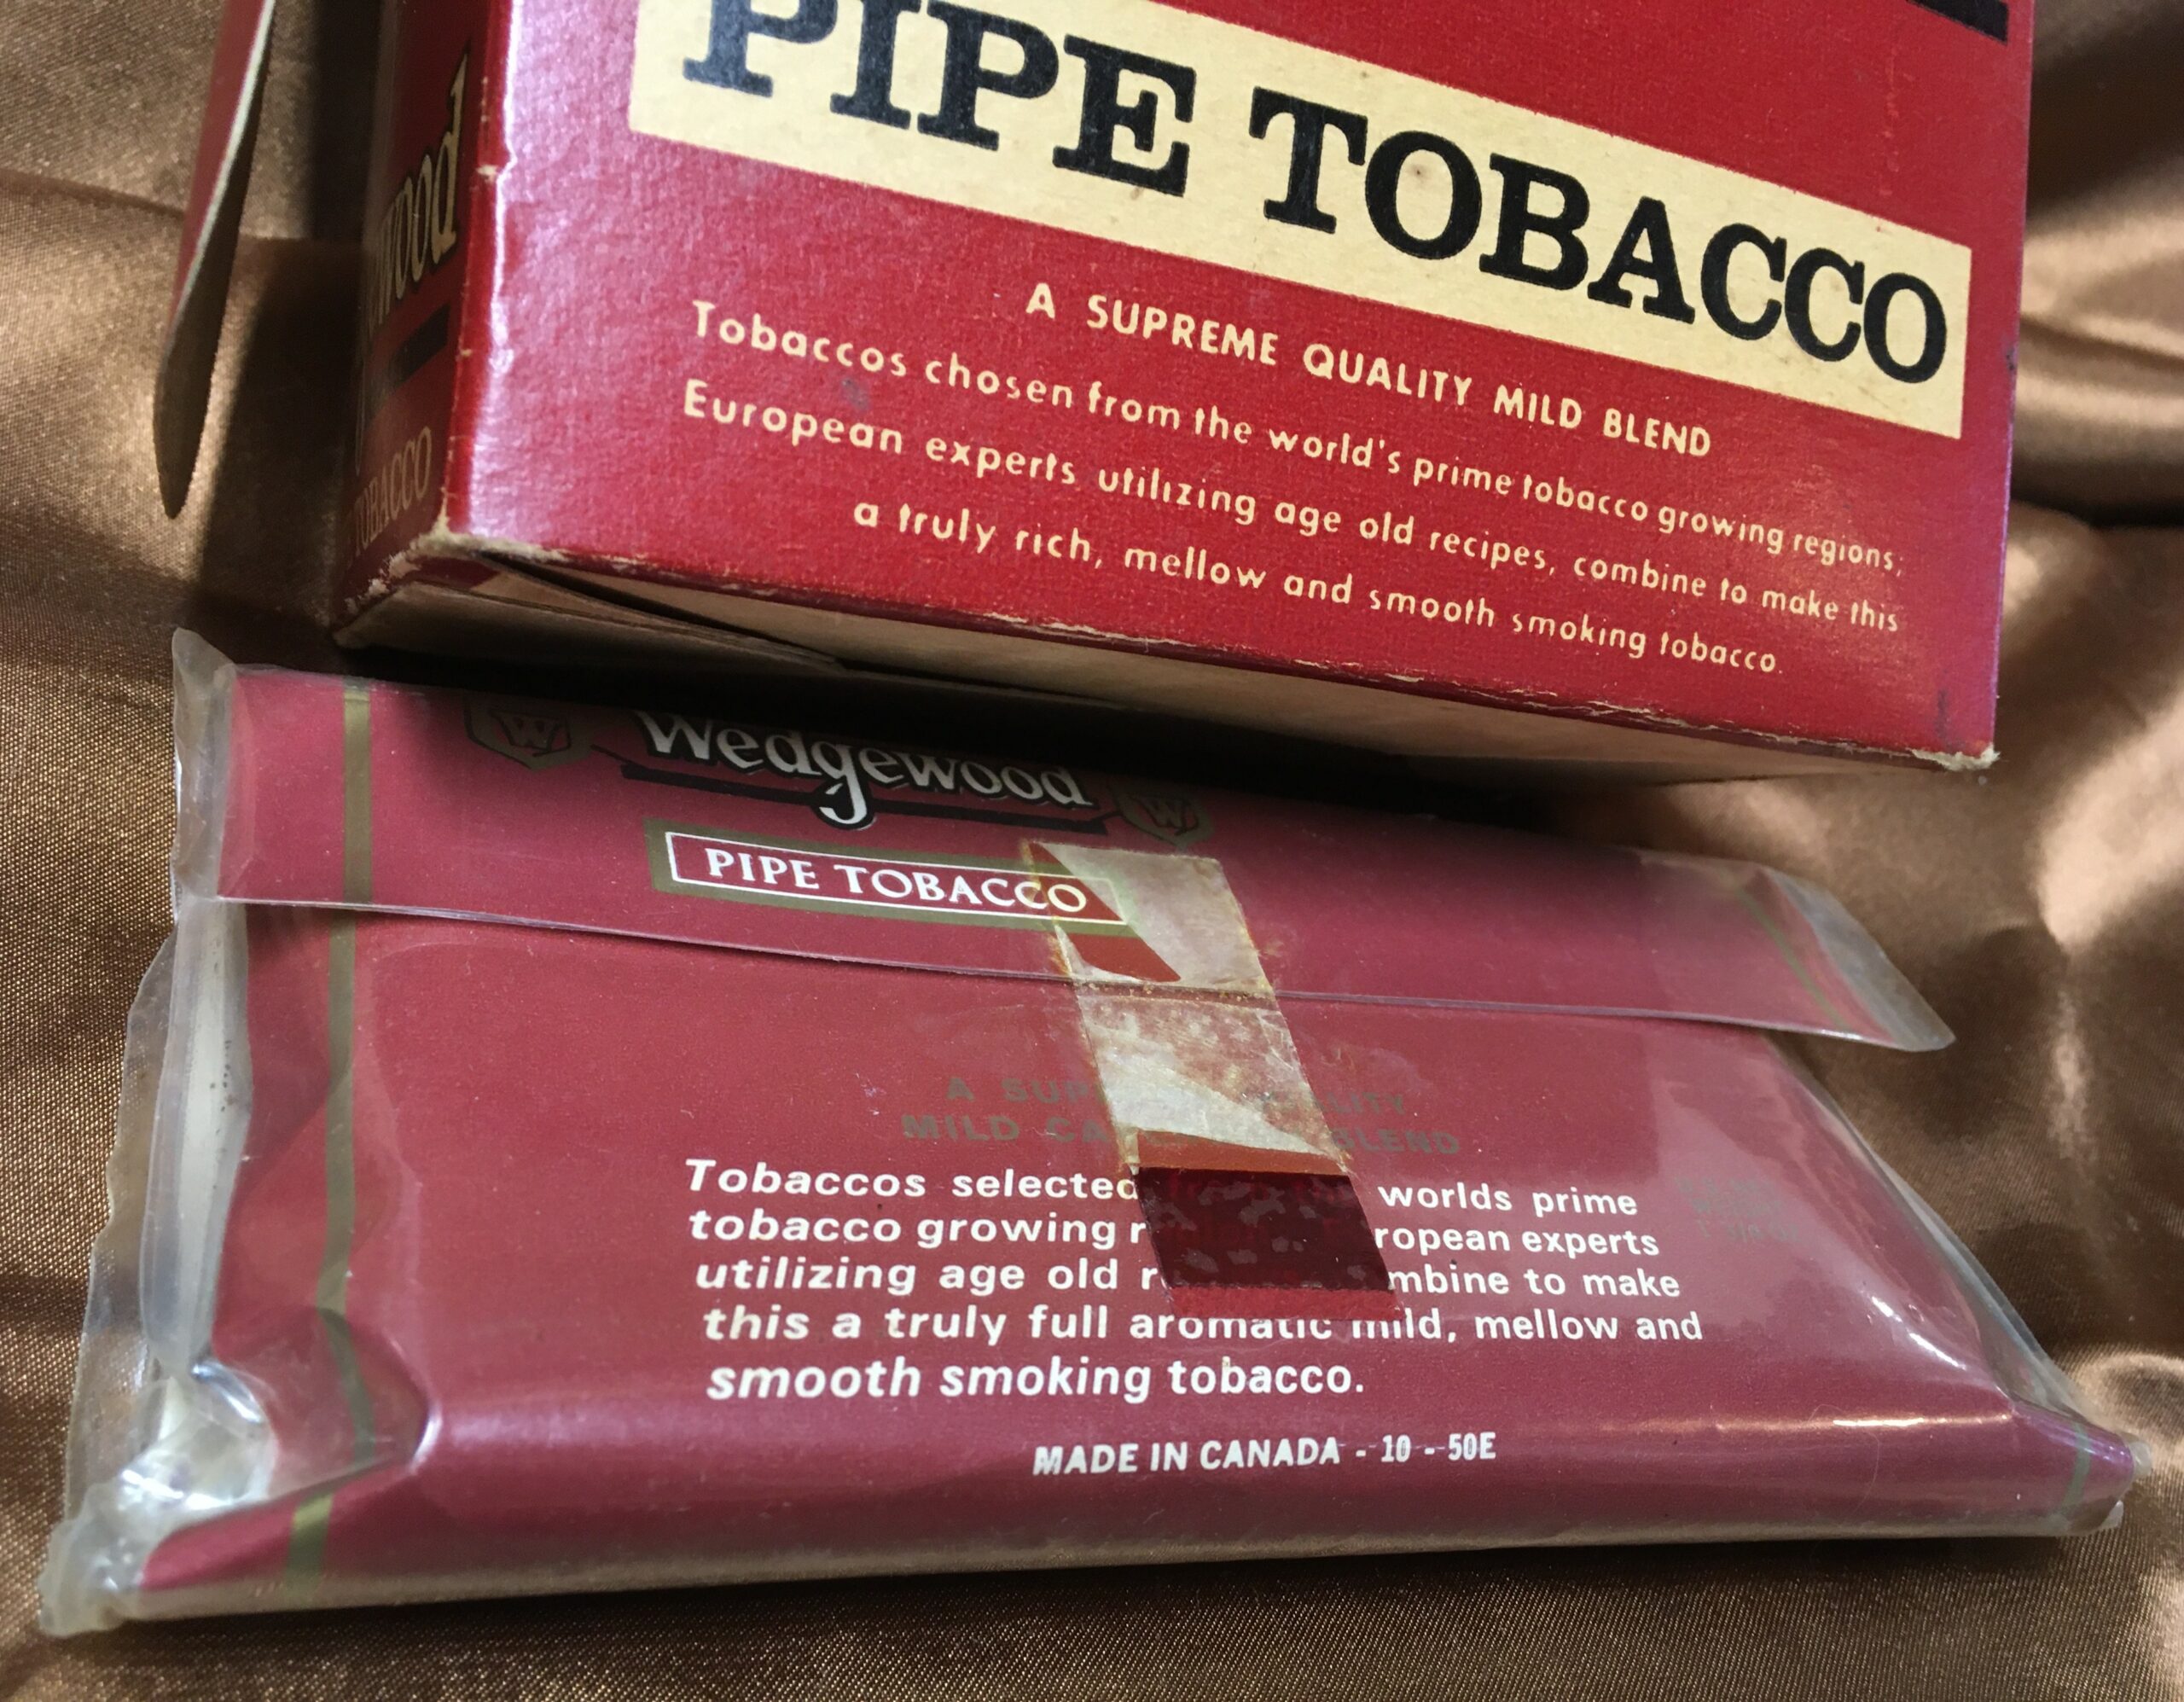 PIPE TOBACCO
A SUPREME QUALITY MILD BLEND
Tobaccos chosen from the world's prime tobacco growing regions;
European experts utilizing age old recipes, combine to make this
a truly rich, mellow and smooth smoking tobacco.
wood
TOBACCO
W Wedgewood W
PIPE TOBACCO
A
MILD BLEND
Tobaccos selected worlds prime
tobacco growing experts
utilizing age old to make
this a truly full aromatic mild, mellow and
smooth smoking tobacco.
MADE IN CANADA - 10 - 50E